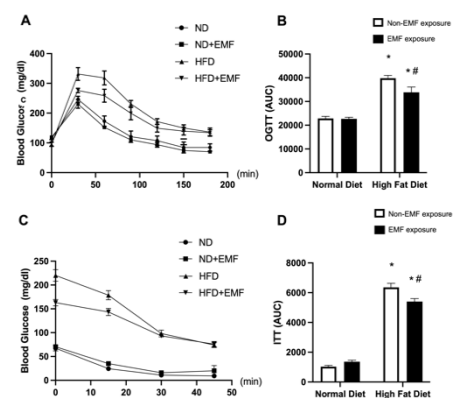 A
ND
ND+EMF
HFD
HFD+EMF
Blood Glucor
(mg/dl)
400
300
200
100
0
0
50
100
150
200
(min)
B
Non-EMF exposure
EMF exposure
OGTT
(AUC)
60000
50000
40000
30000
20000
10000
0
*
* #
Normal Diet
High Fat Diet
C
ND
ND+EMF
HFD
HFD+EMF
Blood Glucose
(mg/dl)
250
200
150
100
50
0
0
10
20
30
40
50
(min)
D
Non-EMF exposure
EMF exposure
ITT
(AUC)
8000
6000
4000
2000
0
*
* #
Normal Diet
High Fat Diet